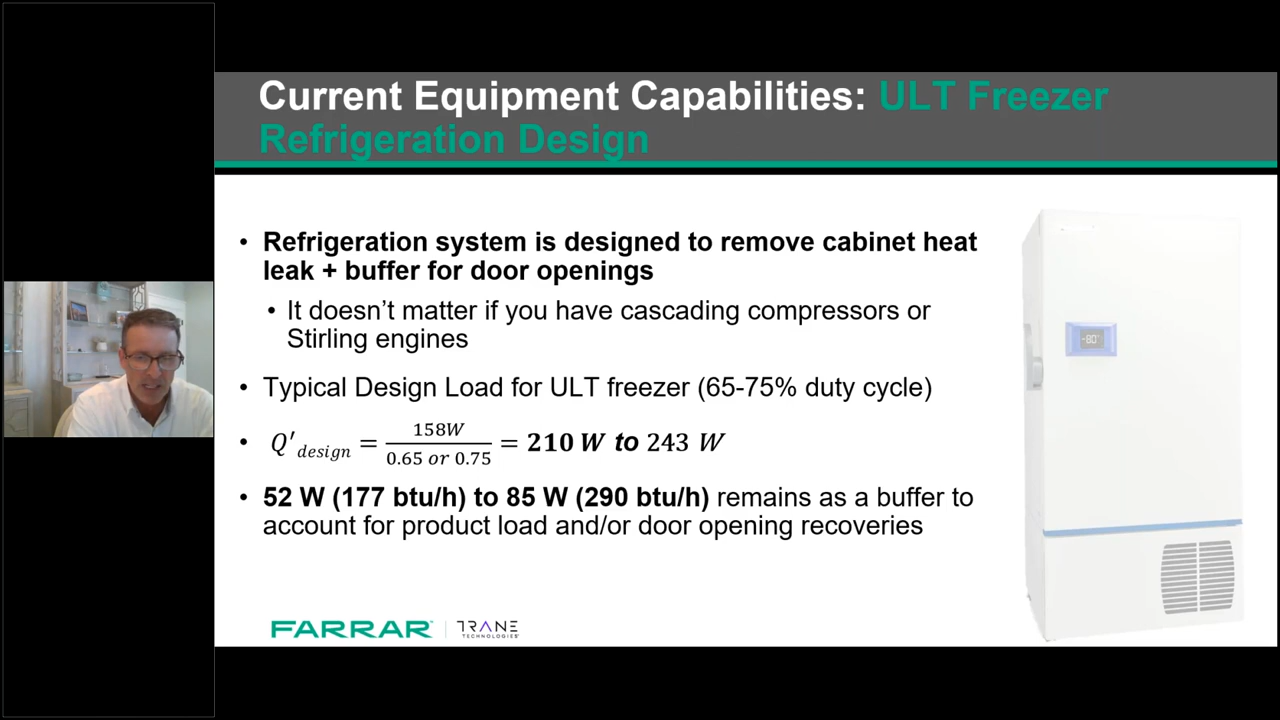 Current Equipment Capabilities: ULT Freezer
Refrigeration Design
• Refrigeration system is designed to remove cabinet heat
leak + buffer for door openings
• It doesn’t matter if you have cascading compressors or
Stirling engines
• Typical Design Load for ULT freezer (65-75% duty cycle)
• Q′design = 158W / 0.65 or 0.75 = 210 W to 243 W
• 52 W (177 btu/h) to 85 W (290 btu/h) remains as a buffer to
account for product load and/or door opening recoveries
-80°
FARRAR™ | TRANE
TECHNOLOGIES